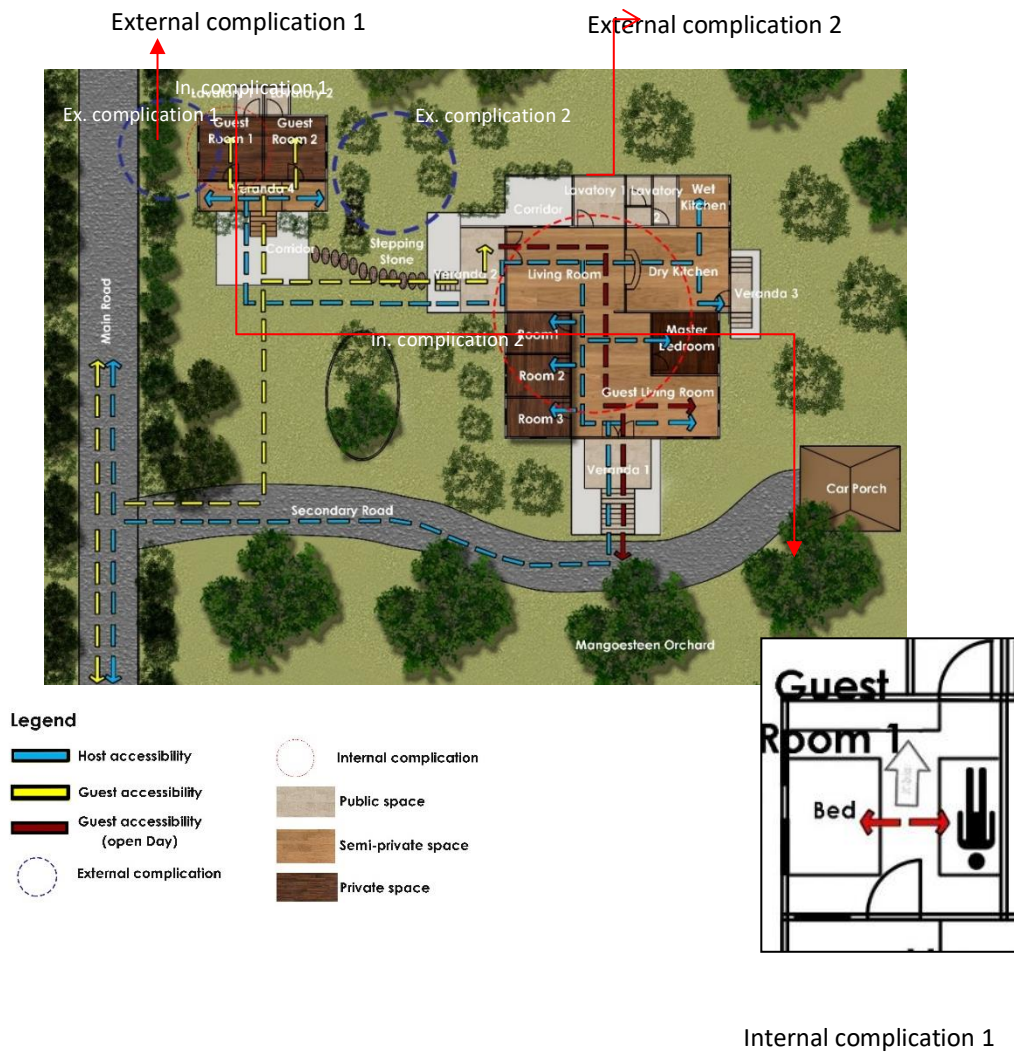 External complication 1
External complication 2
In. complication 1
Lavatory 1
Lavatory 2
Ex. complication 1
Ex. complication 2
Guest
Room 1
Guest
Room 2
Veranda 4
Corridor
Stepping
Stone
Corridor
Lavatory 1
Lavatory
2
Wet
Kitchen
Veranda 2
Living Room
Dry Kitchen
Veranda 3
Main Road
Room1
In. complication 2
Master
Bedroom
Room 2
Guest Living Room
Room 3
Veranda 1
Car Porch
Secondary Road
Mangoesteen Orchard
Legend
Host accessibility
Guest accessibility
Guest accessibility
(open Day)
External complication
Internal complication
Public space
Semi-private space
Private space
Guest
Room 1
Bed
Internal complication 1